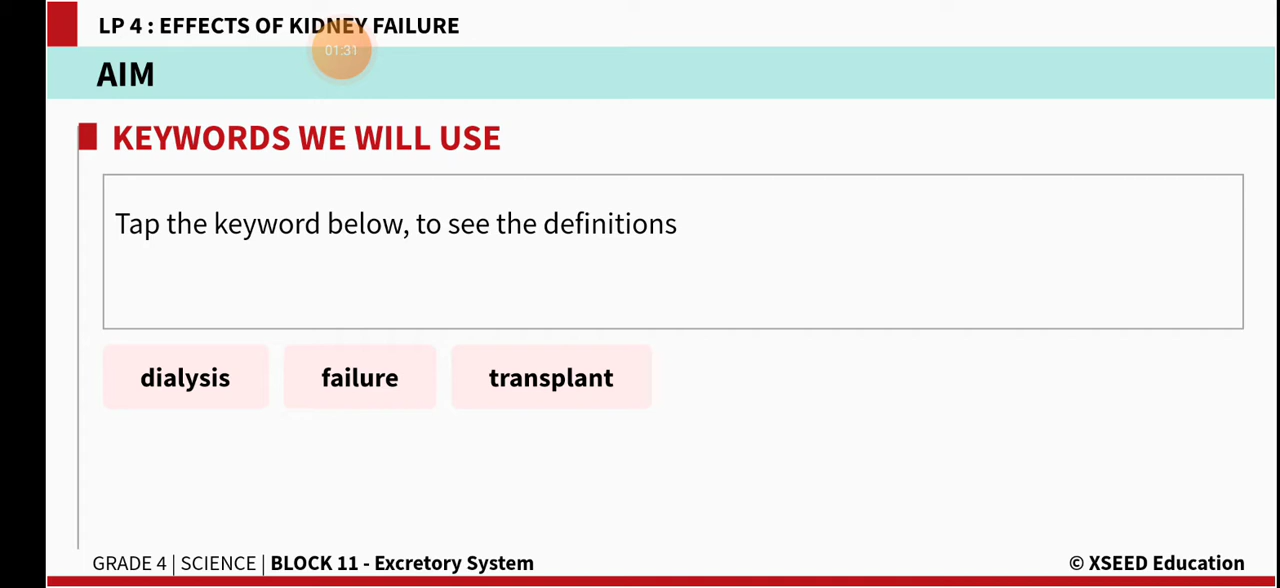 LP 4 : EFFECTS OF KIDNEY FAILURE
01:31
AIM
KEYWORDS WE WILL USE
Tap the keyword below, to see the definitions
dialysis failure transplant
GRADE 4 | SCIENCE | BLOCK 11 - Excretory System © XSEED Education